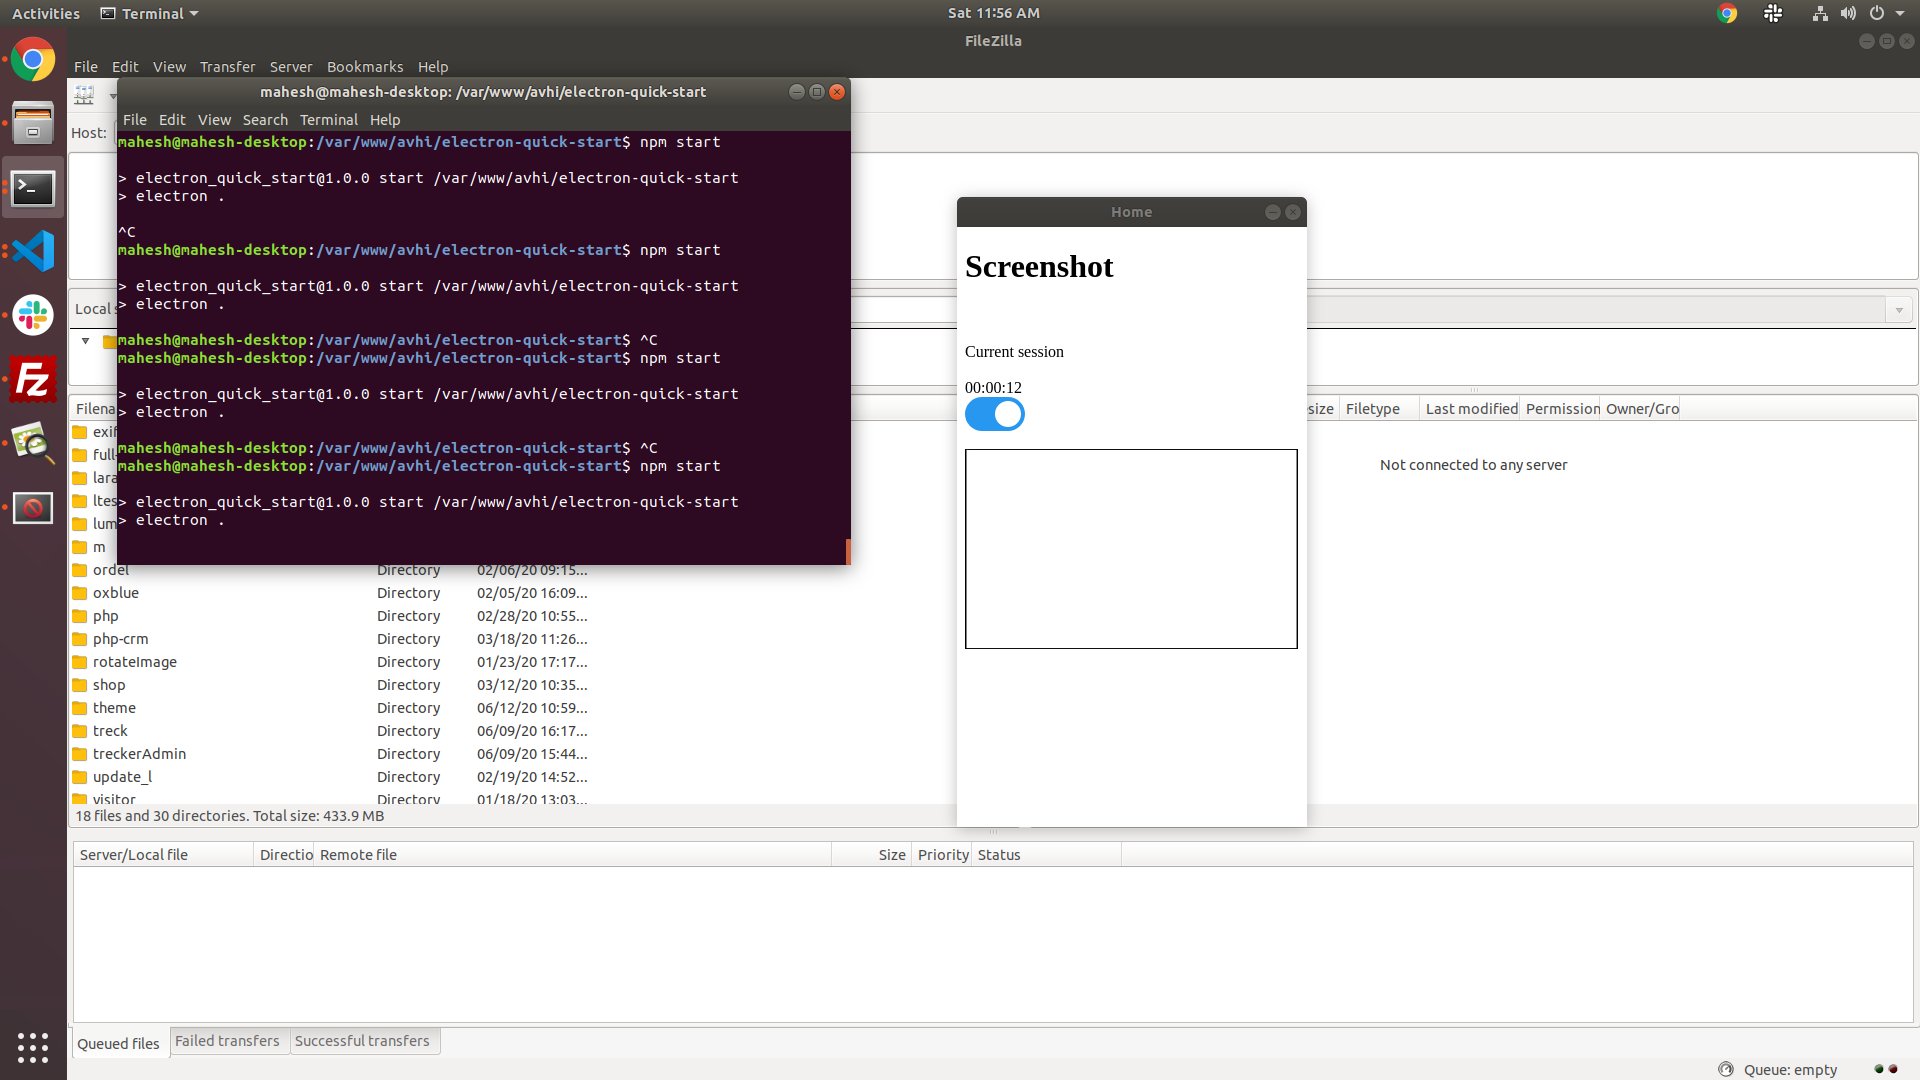 Activities Terminal Sat 11:56 AM
FileZilla
File Edit View Transfer Server Bookmarks Help
mahesh@mahesh-desktop: /var/www/avhi/electron-quick-start
File Edit View Search Terminal Help
Host:
mahesh@mahesh-desktop:/var/www/avhi/electron-quick-start$ npm start
> electron_quick_start@1.0.0 start /var/www/avhi/electron-quick-start
> electron .
^C
mahesh@mahesh-desktop:/var/www/avhi/electron-quick-start$ npm start
> electron_quick_start@1.0.0 start /var/www/avhi/electron-quick-start
> electron .
mahesh@mahesh-desktop:/var/www/avhi/electron-quick-start$ ^C
mahesh@mahesh-desktop:/var/www/avhi/electron-quick-start$ npm start
> electron_quick_start@1.0.0 start /var/www/avhi/electron-quick-start
> electron .
mahesh@mahesh-desktop:/var/www/avhi/electron-quick-start$ ^C
mahesh@mahesh-desktop:/var/www/avhi/electron-quick-start$ npm start
> electron_quick_start@1.0.0 start /var/www/avhi/electron-quick-start
> electron .
Home
Screenshot
Current session
00:00:12
Local
Filena
exif
full
lara
ltes
lum
m
ordel Directory 02/06/20 09:15...
oxblue Directory 02/05/20 16:09...
php Directory 02/28/20 10:55...
php-crm Directory 03/18/20 11:26...
rotateImage Directory 01/23/20 17:17...
shop Directory 03/12/20 10:35...
theme Directory 06/12/20 10:59...
treck Directory 06/09/20 16:17...
treckerAdmin Directory 06/09/20 15:44...
update_l Directory 02/19/20 14:52...
visitor Directory 01/18/20 13:03...
18 files and 30 directories. Total size: 433.9 MB
size Filetype Last modified Permission Owner/Gro
Not connected to any server
Server/Local file Directio Remote file Size Priority Status
Queued files Failed transfers Successful transfers
Queue: empty